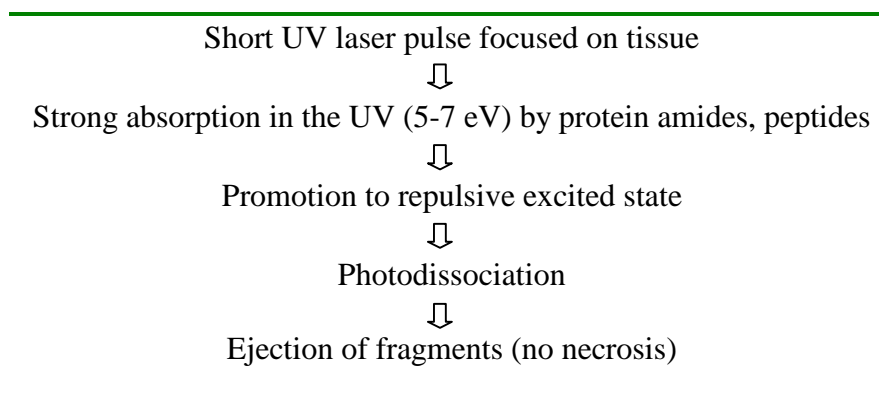 Short UV laser pulse focused on tissue
⇩
Strong absorption in the UV (5-7 eV) by protein amides, peptides
⇩
Promotion to repulsive excited state
⇩
Photodissociation
⇩
Ejection of fragments (no necrosis)